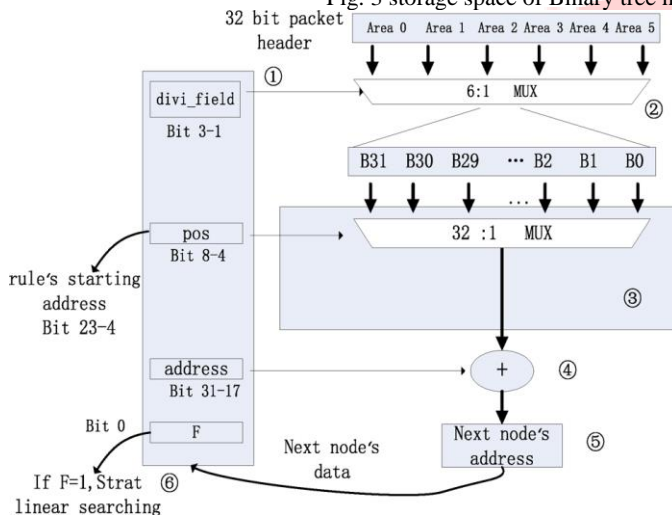 Fig. 3 storage space of Binary tree n
32 bit packet
header
Area 0 Area 1 Area 2 Area 3 Area 4 Area 5
①
divi_field
6:1 MUX
②
Bit 3-1
B31 B30 B29 ··· B2 B1 B0
...
pos
32 :1 MUX
Bit 8-4
rule's starting
address
Bit 23-4
③
address
+
④
Bit 31-17
Bit 0
F
Next node's
address
⑤
Next node's
data
If F=1,Strat
linear searching
⑥